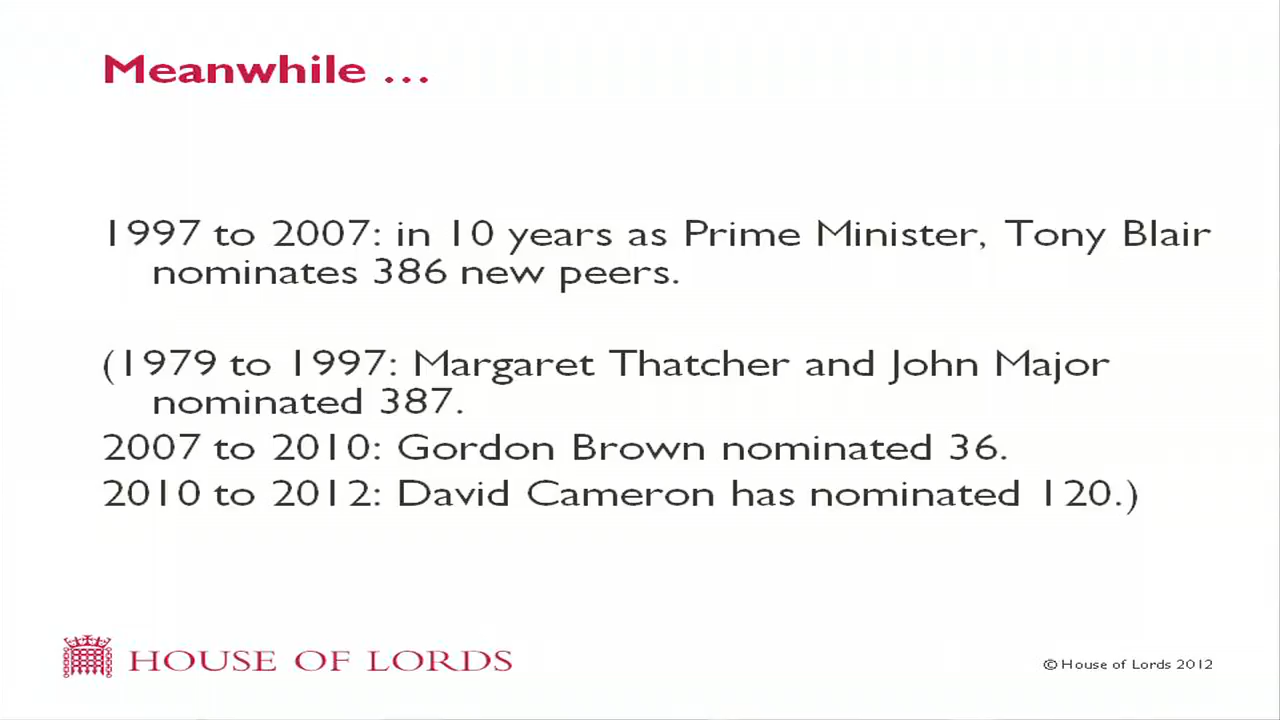 Meanwhile ...
1997 to 2007: in 10 years as Prime Minister, Tony Blair
nominates 386 new peers.
(1979 to 1997: Margaret Thatcher and John Major
nominated 387.
2007 to 2010: Gordon Brown nominated 36.
2010 to 2012: David Cameron has nominated 120.)
HOUSE OF LORDS
© House of Lords 2012